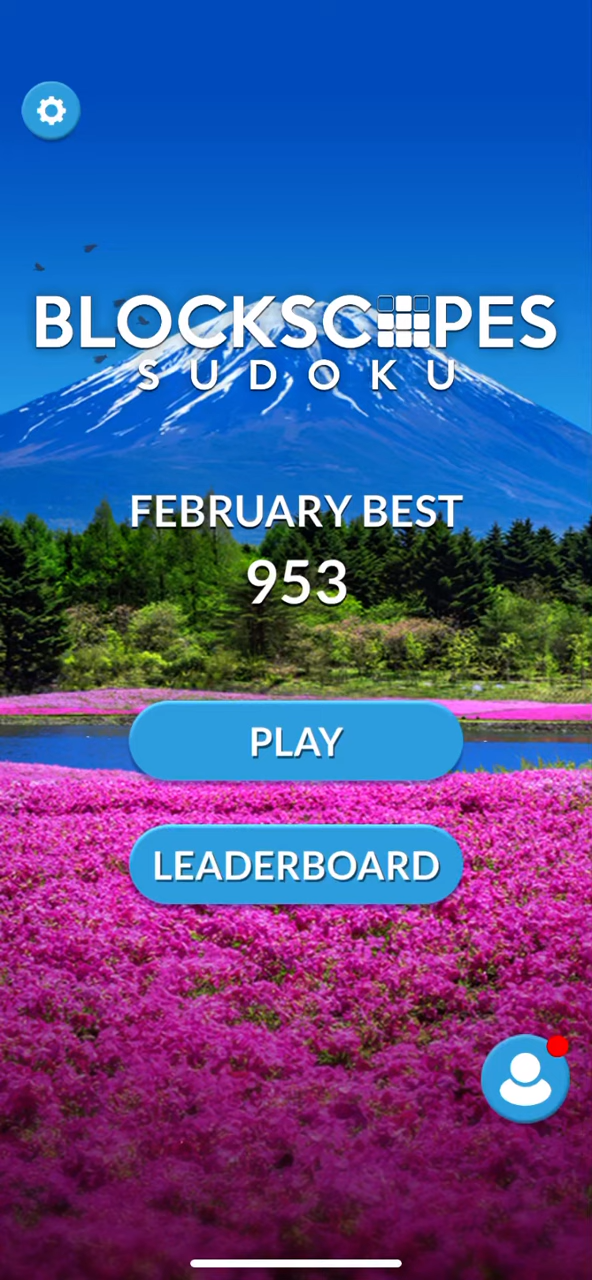 BLOCKSCAPES
SUDOKU
FEBRUARY BEST
953
PLAY
LEADERBOARD